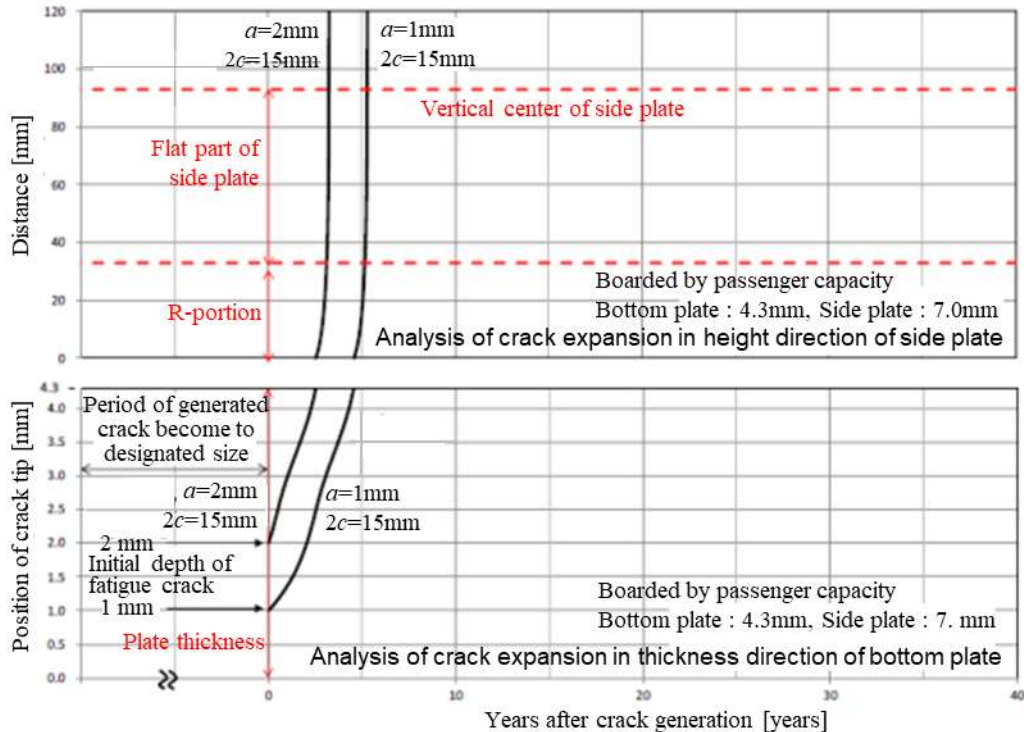 120
100
80
60
40
20
0
Distance [mm]
a=2mm
2c=15mm
a=1mm
2c=15mm
Vertical center of side plate
Flat part of
side plate
R-portion
Boarded by passenger capacity
Bottom plate : 4.3mm, Side plate : 7.0mm
Analysis of crack expansion in height direction of side plate
4.3
4.0
3.5
3.0
2.5
2.0
1.5
1.0
0.5
0.0
Position of crack tip [mm]
Period of generated
crack become to
designated size
a=2mm
2c=15mm
a=1mm
2c=15mm
2 mm
Initial depth of
fatigue crack
1 mm
Plate thickness
Boarded by passenger capacity
Bottom plate : 4.3mm, Side plate : 7. mm
Analysis of crack expansion in thickness direction of bottom plate
0
10
20
30
40
Years after crack generation [years]